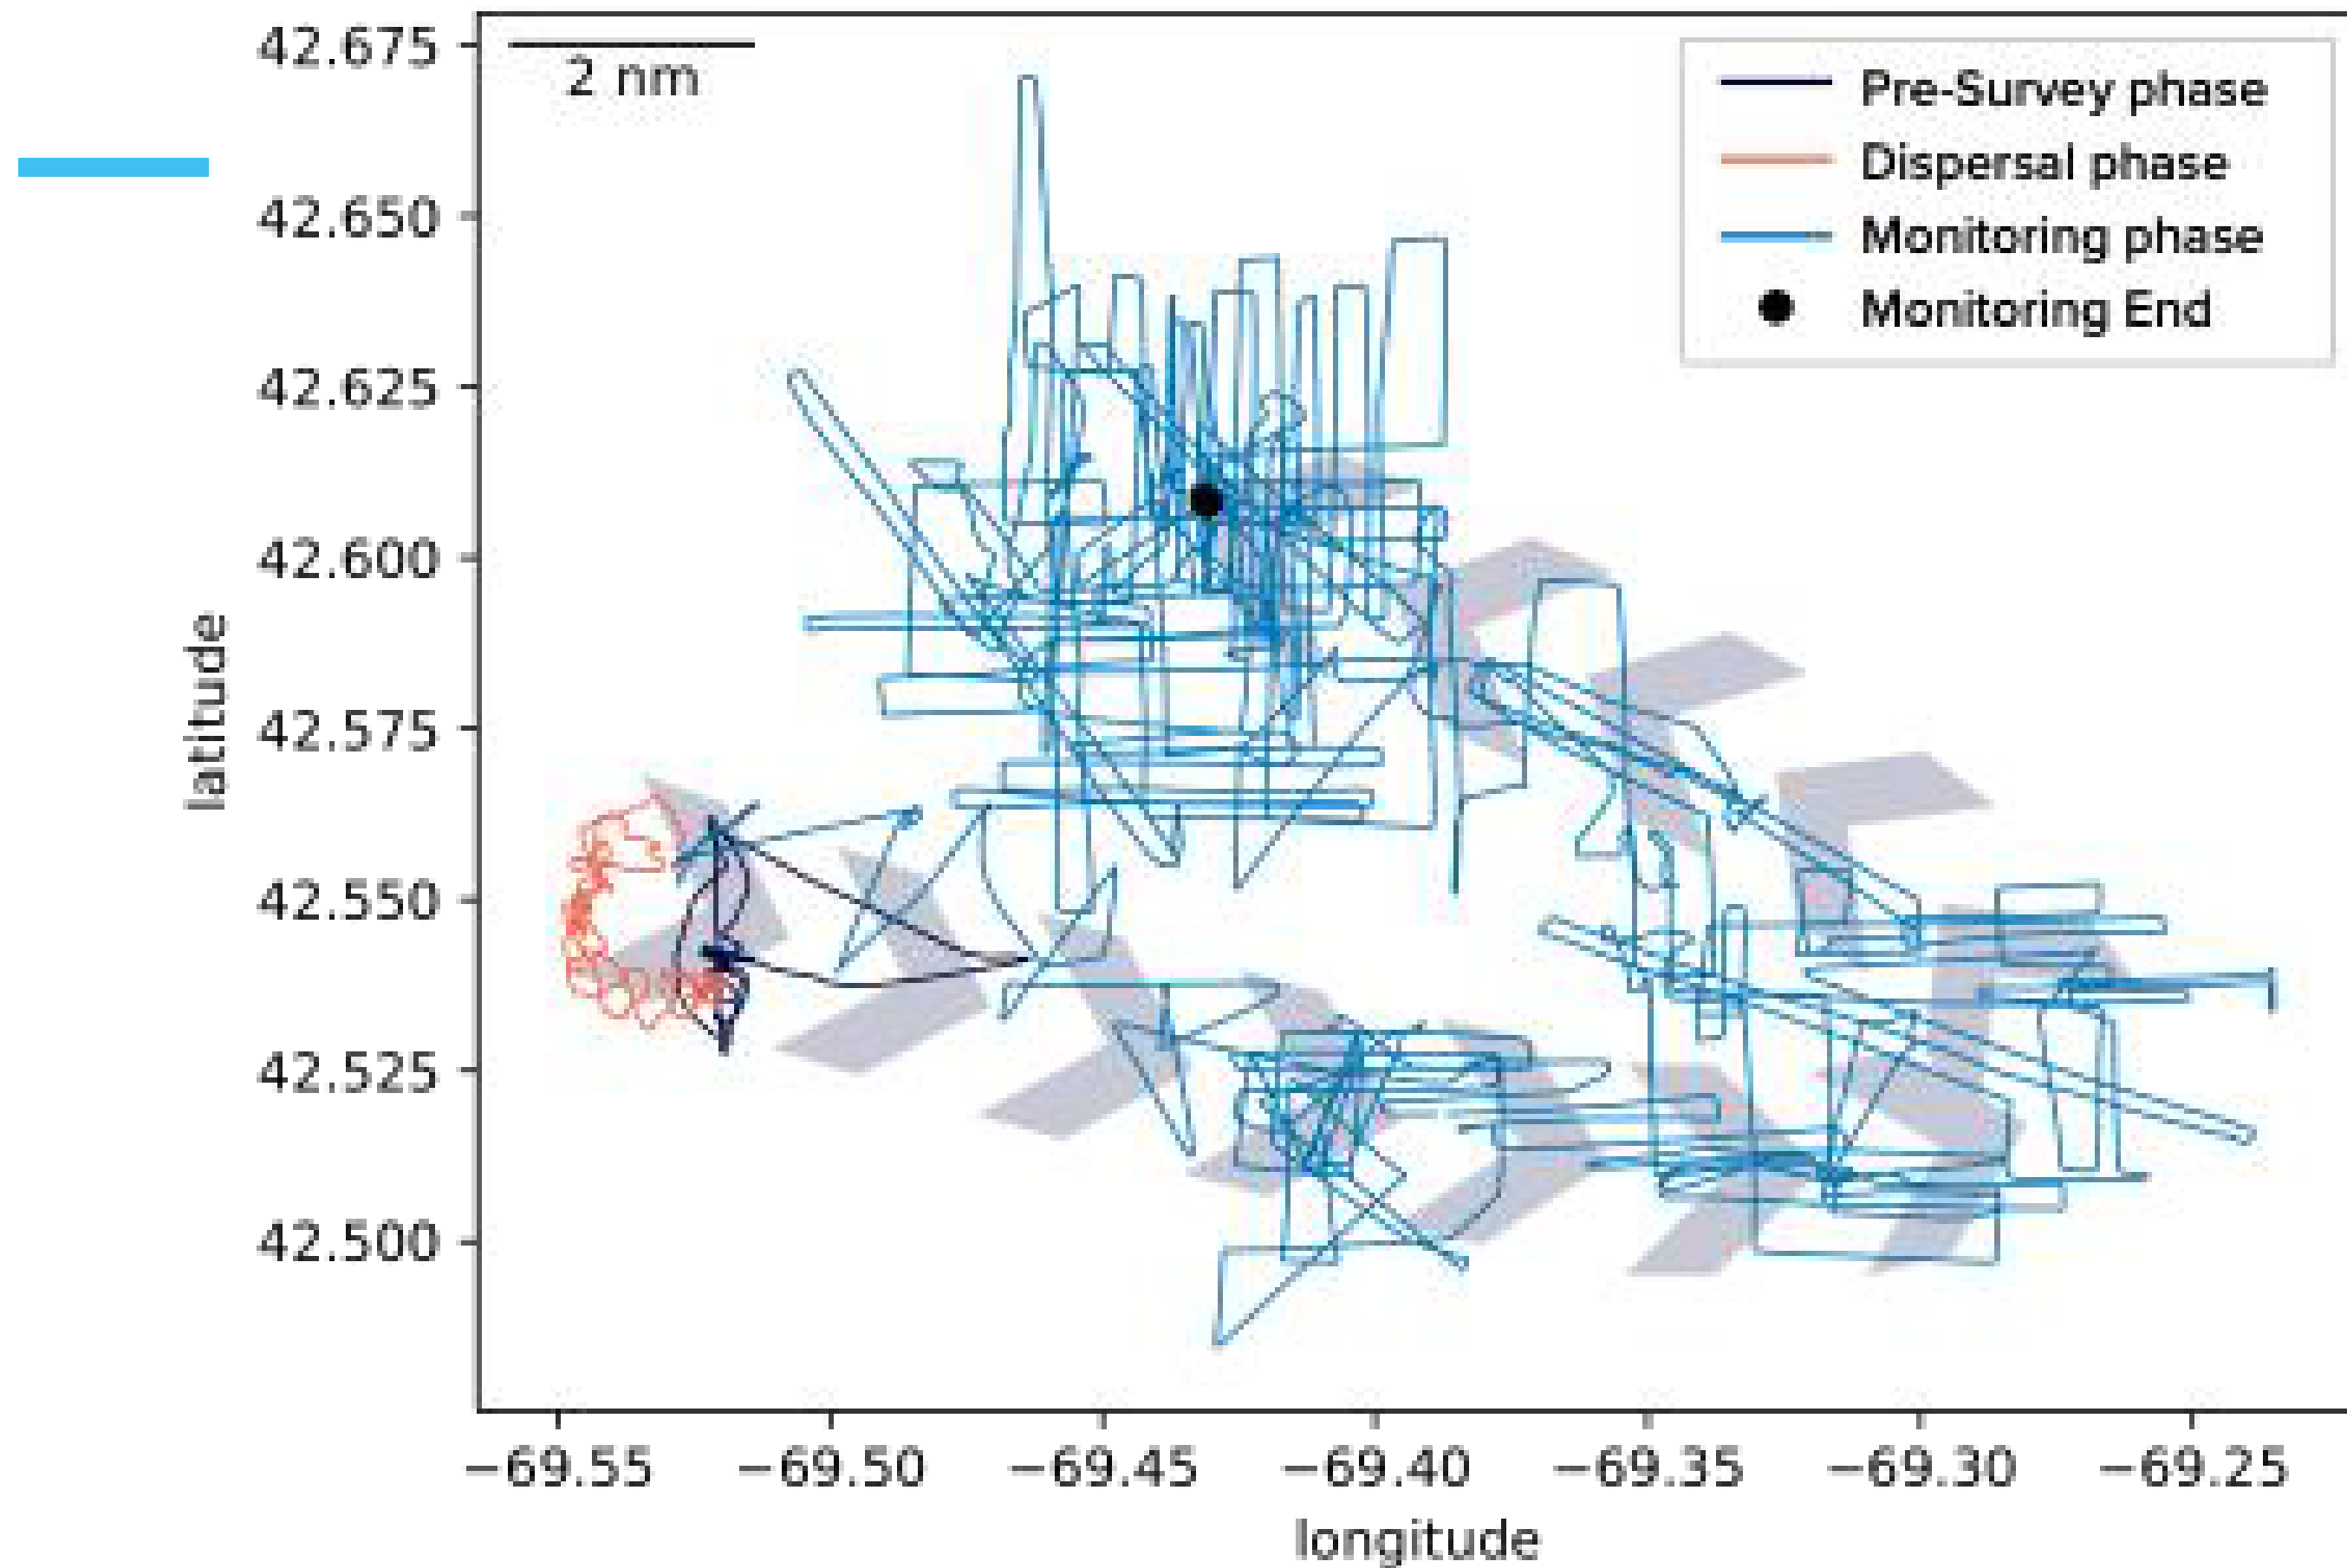 42.675
2 nm
Pre-Survey phase
Dispersal phase
Monitoring phase
Monitoring End
42.650
42.625
42.600
42.575
42.550
42.525
42.500
latitude
−69.55
−69.50
−69.45
−69.40
−69.35
−69.30
−69.25
longitude